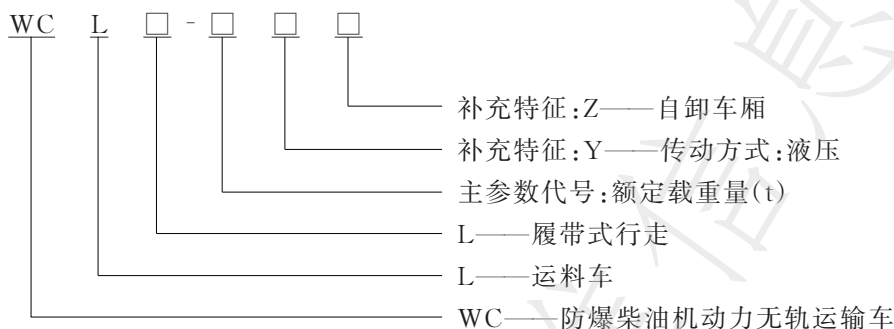 WC L □ - □ □ □
补充特征:Z——自卸车厢
补充特征:Y——传动方式:液压
主参数代号:额定载重量(t)
L——履带式行走
L——运料车
WC——防爆柴油机动力无轨运输车